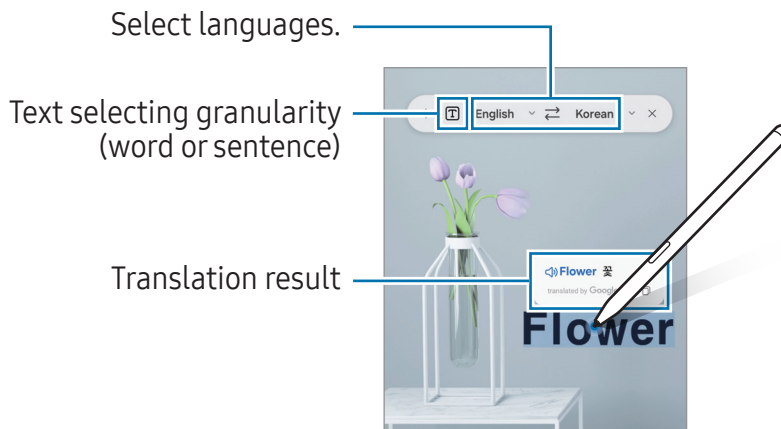 Select languages.
Text selecting granularity
(word or sentence)
T English Korean
Translation result
Flower 꽃
translated by Google
Flower